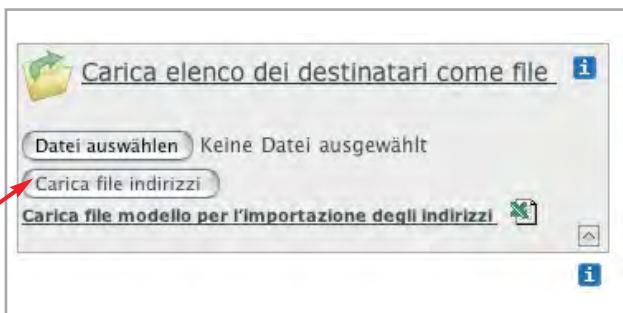 Carica elenco dei destinatari come file
Datei auswählen Keine Datei ausgewählt
Carica file indirizzi
Carica file modello per l'importazione degli indirizzi